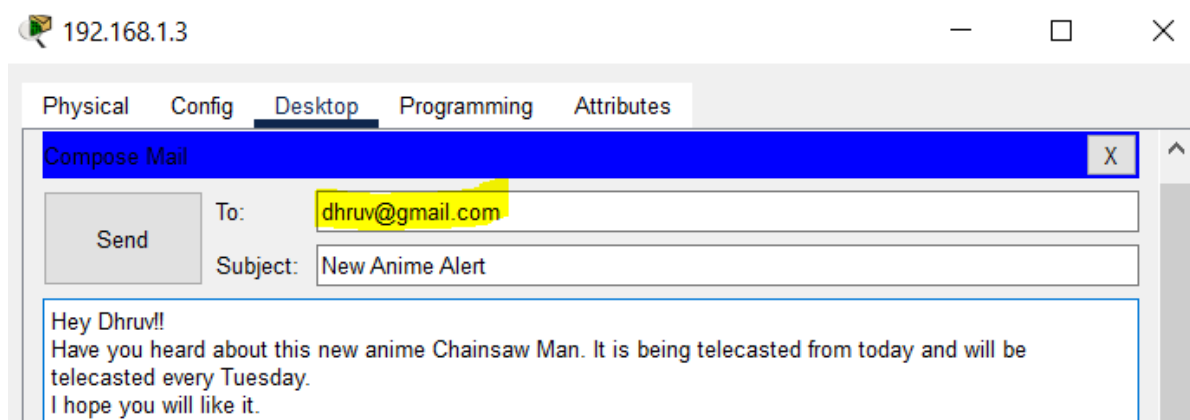 192.168.1.3
Physical Config Desktop Programming Attributes
Compose Mail X
Send
To: dhruv@gmail.com
Subject: New Anime Alert
Hey Dhruv!!
Have you heard about this new anime Chainsaw Man. It is being telecasted from today and will be
telecasted every Tuesday.
I hope you will like it.